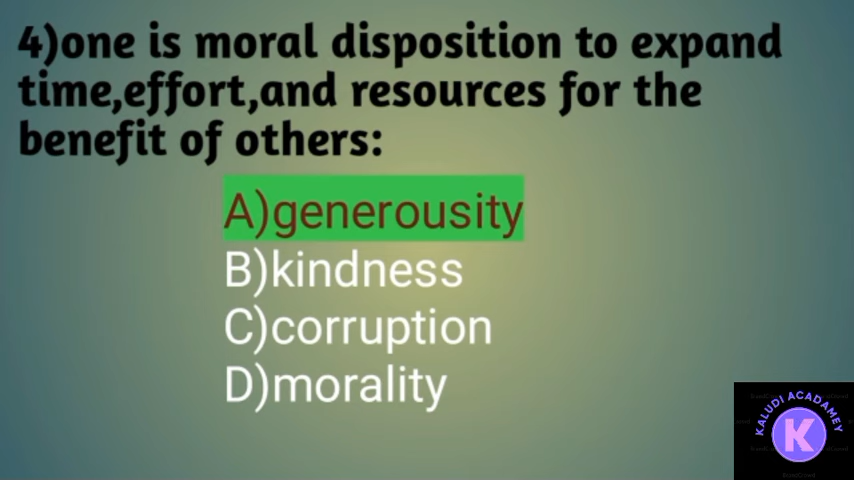 4)one is moral disposition to expand
time,effort,and resources for the
benefit of others:
A)generousity
B)kindness
C)corruption
D)morality
KALUDI ACADAMEY
K